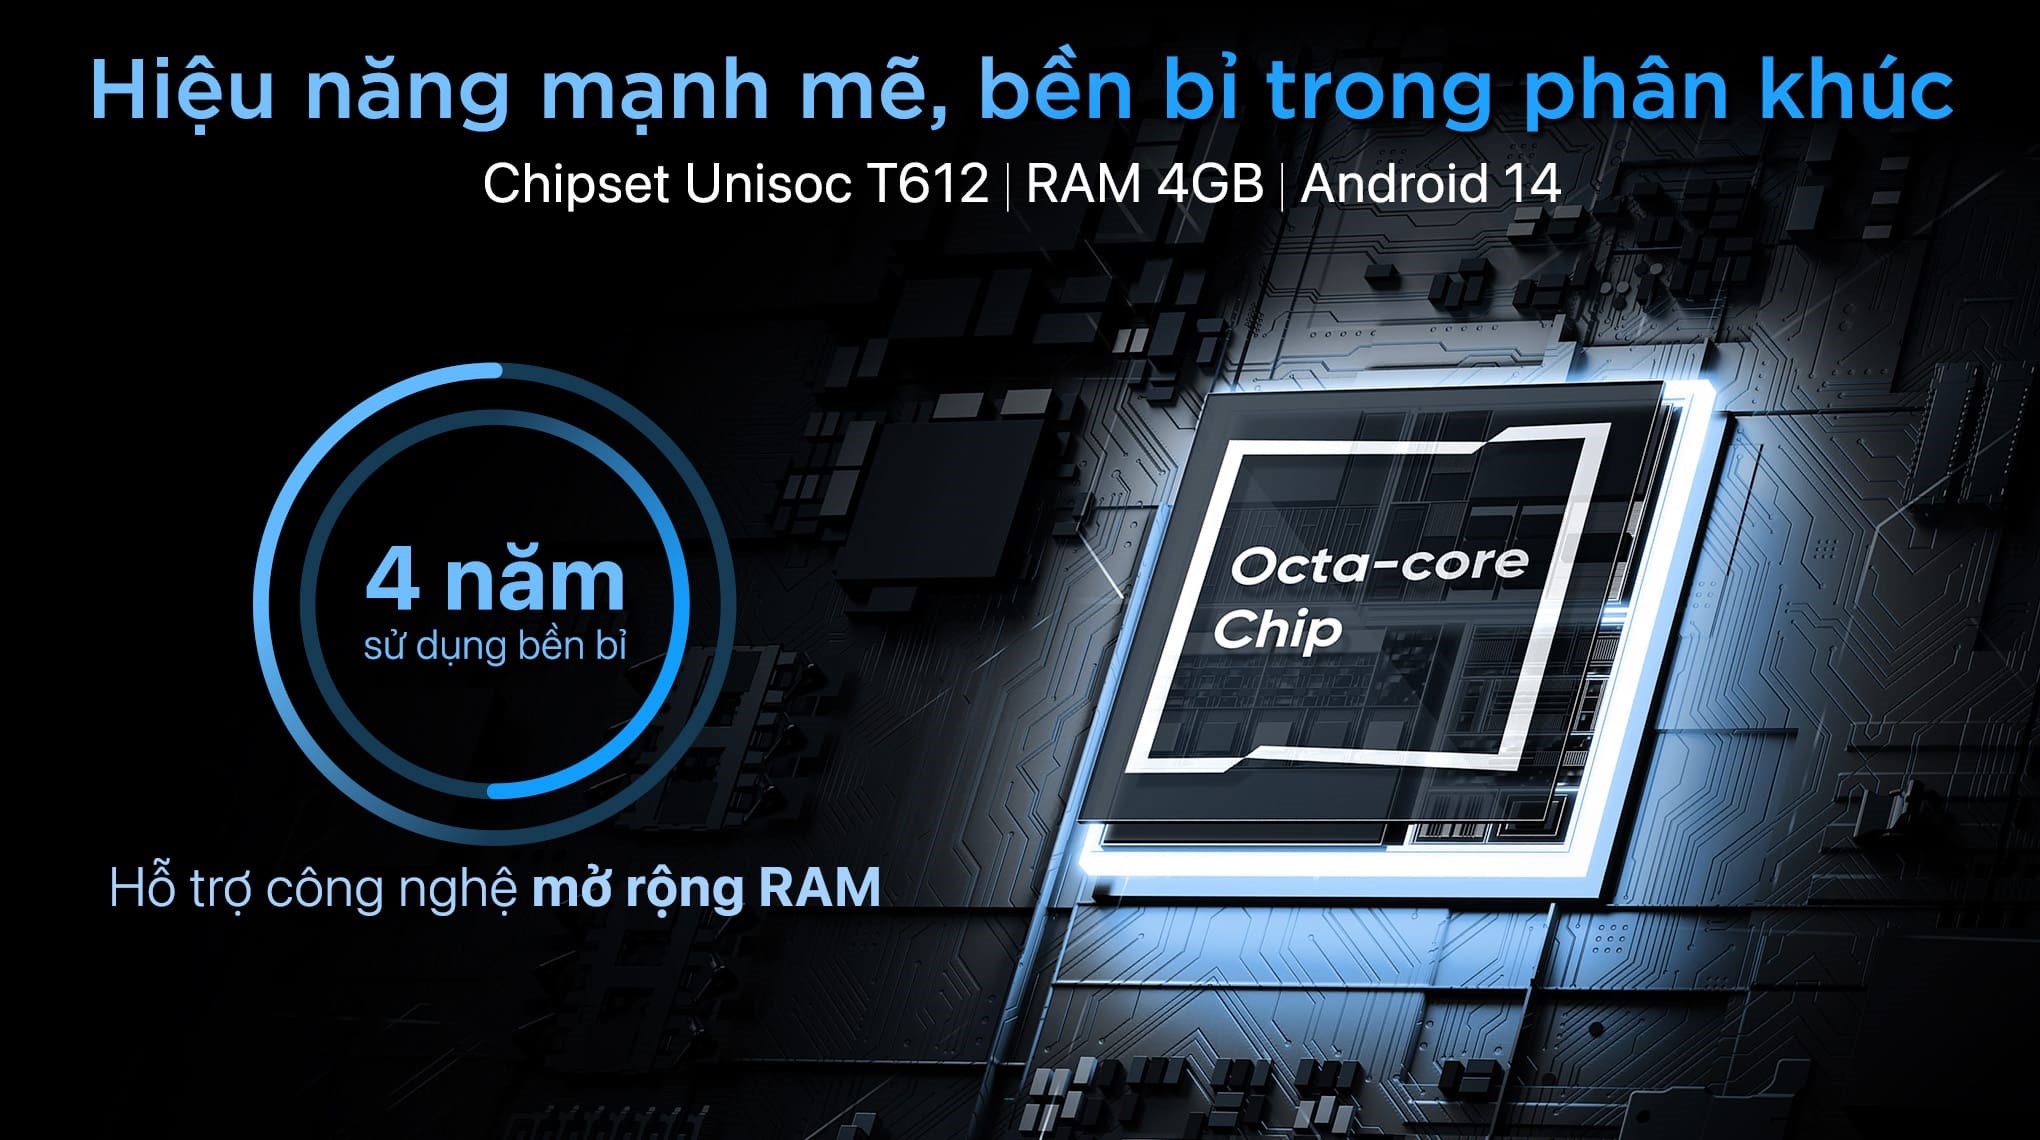 Hiệu năng mạnh mẽ, bền bỉ trong phân khúc
Chipset Unisoc T612 | RAM 4GB | Android 14
4 năm
sử dụng bền bỉ
Hỗ trợ công nghệ mở rộng RAM
Octa-core
Chip